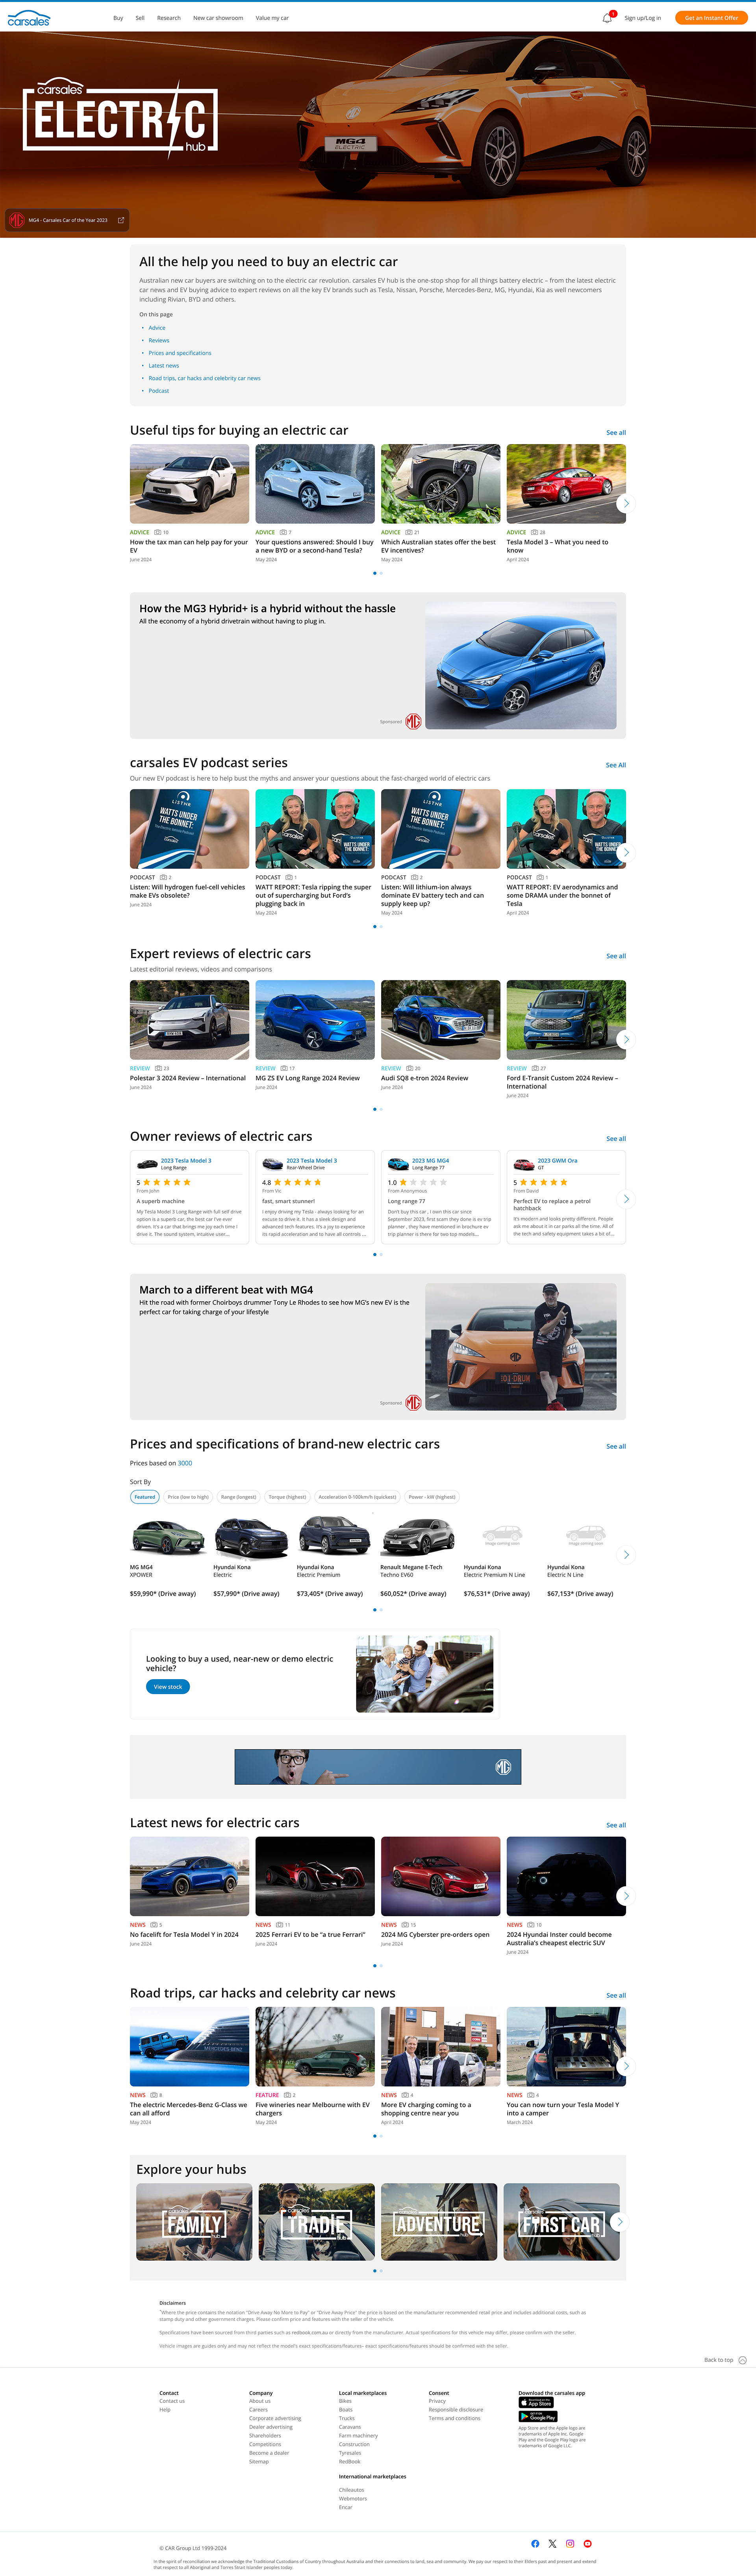 carsales
Buy
Sell
Research
New car showroom
Value my car
1
Sign up/Log in
Get an Instant Offer
carsales
ELECTRIC
hub
MG4
ELECTRIC
MG4 - Carsales Car of the Year 2023
All the help you need to buy an electric car
Australian new car buyers are switching on to the electric car revolution. carsales EV hub is the one-stop shop for all things battery electric – from the latest electric
car news and EV buying advice to expert reviews on all the key EV brands such as Tesla, Nissan, Porsche, Mercedes-Benz, MG, Hyundai, Kia as well newcomers
including Rivian, BYD and others.
On this page
Advice
Reviews
Prices and specifications
Latest news
Road trips, car hacks and celebrity car news
Podcast
Useful tips for buying an electric car
See all
ADVICE 10
How the tax man can help pay for your
EV
June 2024
ADVICE 7
Your questions answered: Should I buy
a new BYD or a second-hand Tesla?
May 2024
ADVICE 21
Which Australian states offer the best
EV incentives?
May 2024
ADVICE 28
Tesla Model 3 – What you need to
know
April 2024
How the MG3 Hybrid+ is a hybrid without the hassle
All the economy of a hybrid drivetrain without having to plug in.
Sponsored
MG
carsales EV podcast series
See All
Our new EV podcast is here to help bust the myths and answer your questions about the fast-charged world of electric cars
LISTNR
WATTS UNDER
THE BONNET:
PODCAST 2
Listen: Will hydrogen fuel-cell vehicles
make EVs obsolete?
June 2024
carsales
WATTS UNDER
THE BONNET:
PODCAST 1
WATT REPORT: Tesla ripping the super
out of supercharging but Ford's
plugging back in
May 2024
LISTNR
WATTS UNDER
THE BONNET:
PODCAST 2
Listen: Will lithium-ion always
dominate EV battery tech and can
supply keep up?
May 2024
carsales
WATTS UNDER
THE BONNET:
PODCAST 1
WATT REPORT: EV aerodynamics and
some DRAMA under the bonnet of
Tesla
April 2024
Expert reviews of electric cars
See all
Latest editorial reviews, videos and comparisons
REVIEW 23
Polestar 3 2024 Review – International
June 2024
REVIEW 17
MG ZS EV Long Range 2024 Review
June 2024
REVIEW 20
Audi SQ8 e-tron 2024 Review
June 2024
REVIEW 27
Ford E-Transit Custom 2024 Review –
International
June 2024
Owner reviews of electric cars
See all
2023 Tesla Model 3
Long Range
5
From John
A superb machine
My Tesla Model 3 Long Range with full self drive
option is a superb car, the best car I've ever
driven. It's a car that brings me joy each time I
drive it. The sound system, intuitive user...
2023 Tesla Model 3
Rear-Wheel Drive
4.8
From Vic
fast, smart stunner!
I enjoy driving my Tesla - always looking for an
excuse to drive it. It has a sleek design and
advanced tech features. It's a joy to experience
its rapid acceleration and to have all controls ...
2023 MG MG4
Long Range 77
1.0
From Anonymous
Long range 77
Don't buy this car , I own this car since
September 2023, first scam they done is nv trip
planner , they have mentioned in brochure ev
trip planner is there for two top models...
2023 GWM Ora
GT
5
From David
Perfect EV to replace a petrol
hatchback
It's modern and looks pretty different. People
ask me about it in car parks all the time. All of
the tech and safety equipment takes a bit of...
March to a different beat with MG4
Hit the road with former Choirboys drummer Tony Le Rhodes to see how MG's new EV is the
perfect car for taking charge of your lifestyle
Sponsored
MG
Prices and specifications of brand-new electric cars
See all
Prices based on 3000
Sort By
Featured
Price (low to high)
Range (longest)
Torque (highest)
Acceleration 0-100km/h (quickest)
Power - kW (highest)
Image coming soon
Image coming soon
MG MG4
XPOWER
$59,990* (Drive away)
Hyundai Kona
Electric
$57,990* (Drive away)
Hyundai Kona
Electric Premium
$73,405* (Drive away)
Renault Megane E-Tech
Techno EV60
$60,052* (Drive away)
Hyundai Kona
Electric Premium N Line
$76,531* (Drive away)
Hyundai Kona
Electric N Line
$67,153* (Drive away)
Looking to buy a used, near-new or demo electric
vehicle?
View stock
MG
Latest news for electric cars
See all
NEWS 5
No facelift for Tesla Model Y in 2024
June 2024
NEWS 11
2025 Ferrari EV to be "a true Ferrari"
June 2024
NEWS 15
2024 MG Cyberster pre-orders open
June 2024
NEWS 10
2024 Hyundai Inster could become
Australia's cheapest electric SUV
June 2024
Road trips, car hacks and celebrity car news
See all
MERCEDES-BENZ
NEWS 8
The electric Mercedes-Benz G-Class we
can all afford
May 2024
FEATURE 2
Five wineries near Melbourne with EV
chargers
May 2024
NEWS 4
More EV charging coming to a
shopping centre near you
April 2024
NEWS 4
You can now turn your Tesla Model Y
into a camper
March 2024
Explore your hubs
carsales
FAMILY
hub
carsales
TRADIE
hub
carsales
ADVENTURE
hub
carsales
FIRST CAR
hub
Disclaimers
*Where the price contains the notation "Drive Away No More to Pay" or "Drive Away Price" the price is based on the manufacturer recommended retail price and includes additional costs, such as
stamp duty and other government charges. Please confirm price and features with the seller of the vehicle.
Specifications have been sourced from third parties such as redbook.com.au or directly from the manufacturer. Actual specifications for this vehicle may differ, please confirm with the seller.
Vehicle images are guides only and may not reflect the model's exact specifications/features--exact specifications/features should be confirmed with the seller.
Back to top
Contact
Contact us
Help
Company
About us
Careers
Corporate advertising
Dealer advertising
Shareholders
Competitions
Become a dealer
Sitemap
Local marketplaces
Bikes
Boats
Trucks
Caravans
Farm machinery
Construction
Tyresales
RedBook
International marketplaces
Chileautos
Webmotors
Encar
Consent
Privacy
Responsible disclosure
Terms and conditions
Download the carsales app
App Store
Google Play
App Store and the Apple logo are
trademarks of Apple Inc. Google
Play and the Google Play logo are
trademarks of Google LLC.
© CAR Group Ltd 1999-2024
In the spirit of reconciliation we acknowledge the Traditional Custodians of Country throughout Australia and their connections to land, sea and community. We pay our respect to their Elders past and present and extend
that respect to all Aboriginal and Torres Strait Islander peoples today.